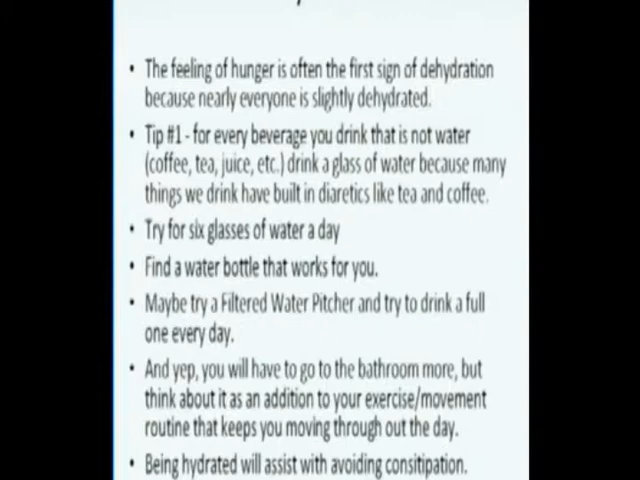 • The feeling of hunger is often the first sign of dehydration
because nearly everyone is slightly dehydrated.
• Tip #1 - for every beverage you drink that is not water
(coffee, tea, juice, etc.) drink a glass of water because many
things we drink have built in diaretics like tea and coffee.
• Try for six glasses of water a day
• Find a water bottle that works for you.
• Maybe try a Filtered Water Pitcher and try to drink a full
one every day.
• And yep, you will have to go to the bathroom more, but
think about it as an addition to your exercise/movement
routine that keeps you moving through out the day.
• Being hydrated will assist with avoiding consitipation.